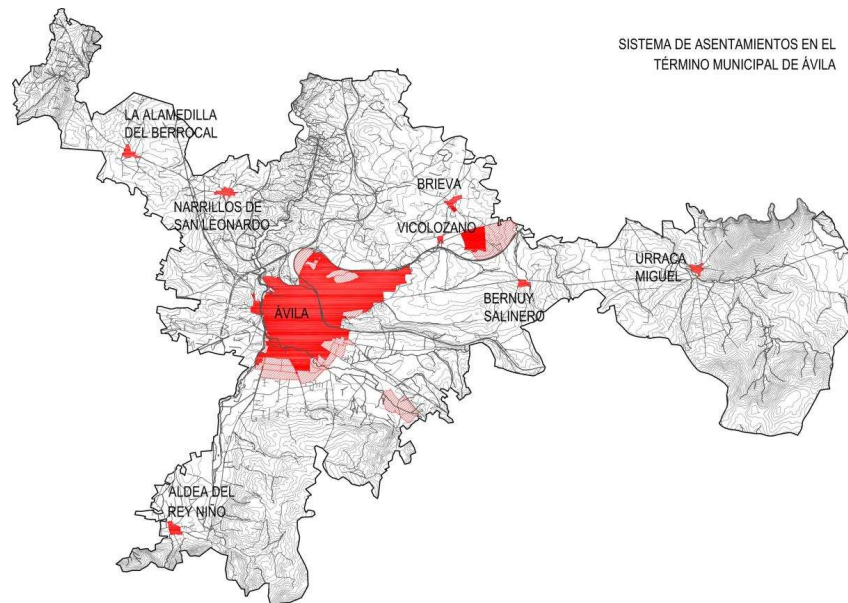 SISTEMA DE ASENTAMIENTOS EN EL
TÉRMINO MUNICIPAL DE ÁVILA
LA ALAMEDILLA
DEL BERROCAL
NARRILLOS DE
SAN LEONARDO
BRIEVA
VICOLOZANO
URRACA
MIGUEL
BERNUY
SALINERO
ÁVILA
ALDEA DEL
REY NIÑO